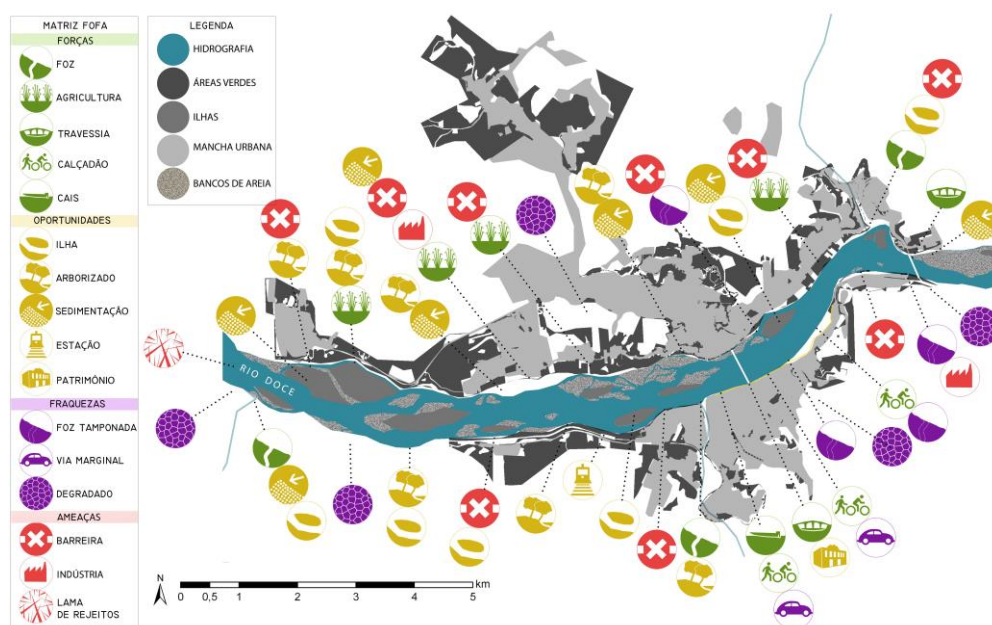 MATRIZ FOFA
FORÇAS
FOZ
AGRICULTURA
TRAVESSIA
CALÇADÃO
CAIS
OPORTUNIDADES
ILHA
ARBORIZADO
SEDIMENTAÇÃO
ESTAÇÃO
PATRIMÔNIO
FRAQUEZAS
FOZ TAMPONADA
VIA MARGINAL
DEGRADADO
AMEAÇAS
BARREIRA
INDÚSTRIA
LAMA
DE REJEITOS
LEGENDA
HIDROGRAFIA
ÁREAS VERDES
ILHAS
MANCHA URBANA
BANCOS DE AREIA
RIO DOCE
N
km
0 0,5 1 2 3 4 5